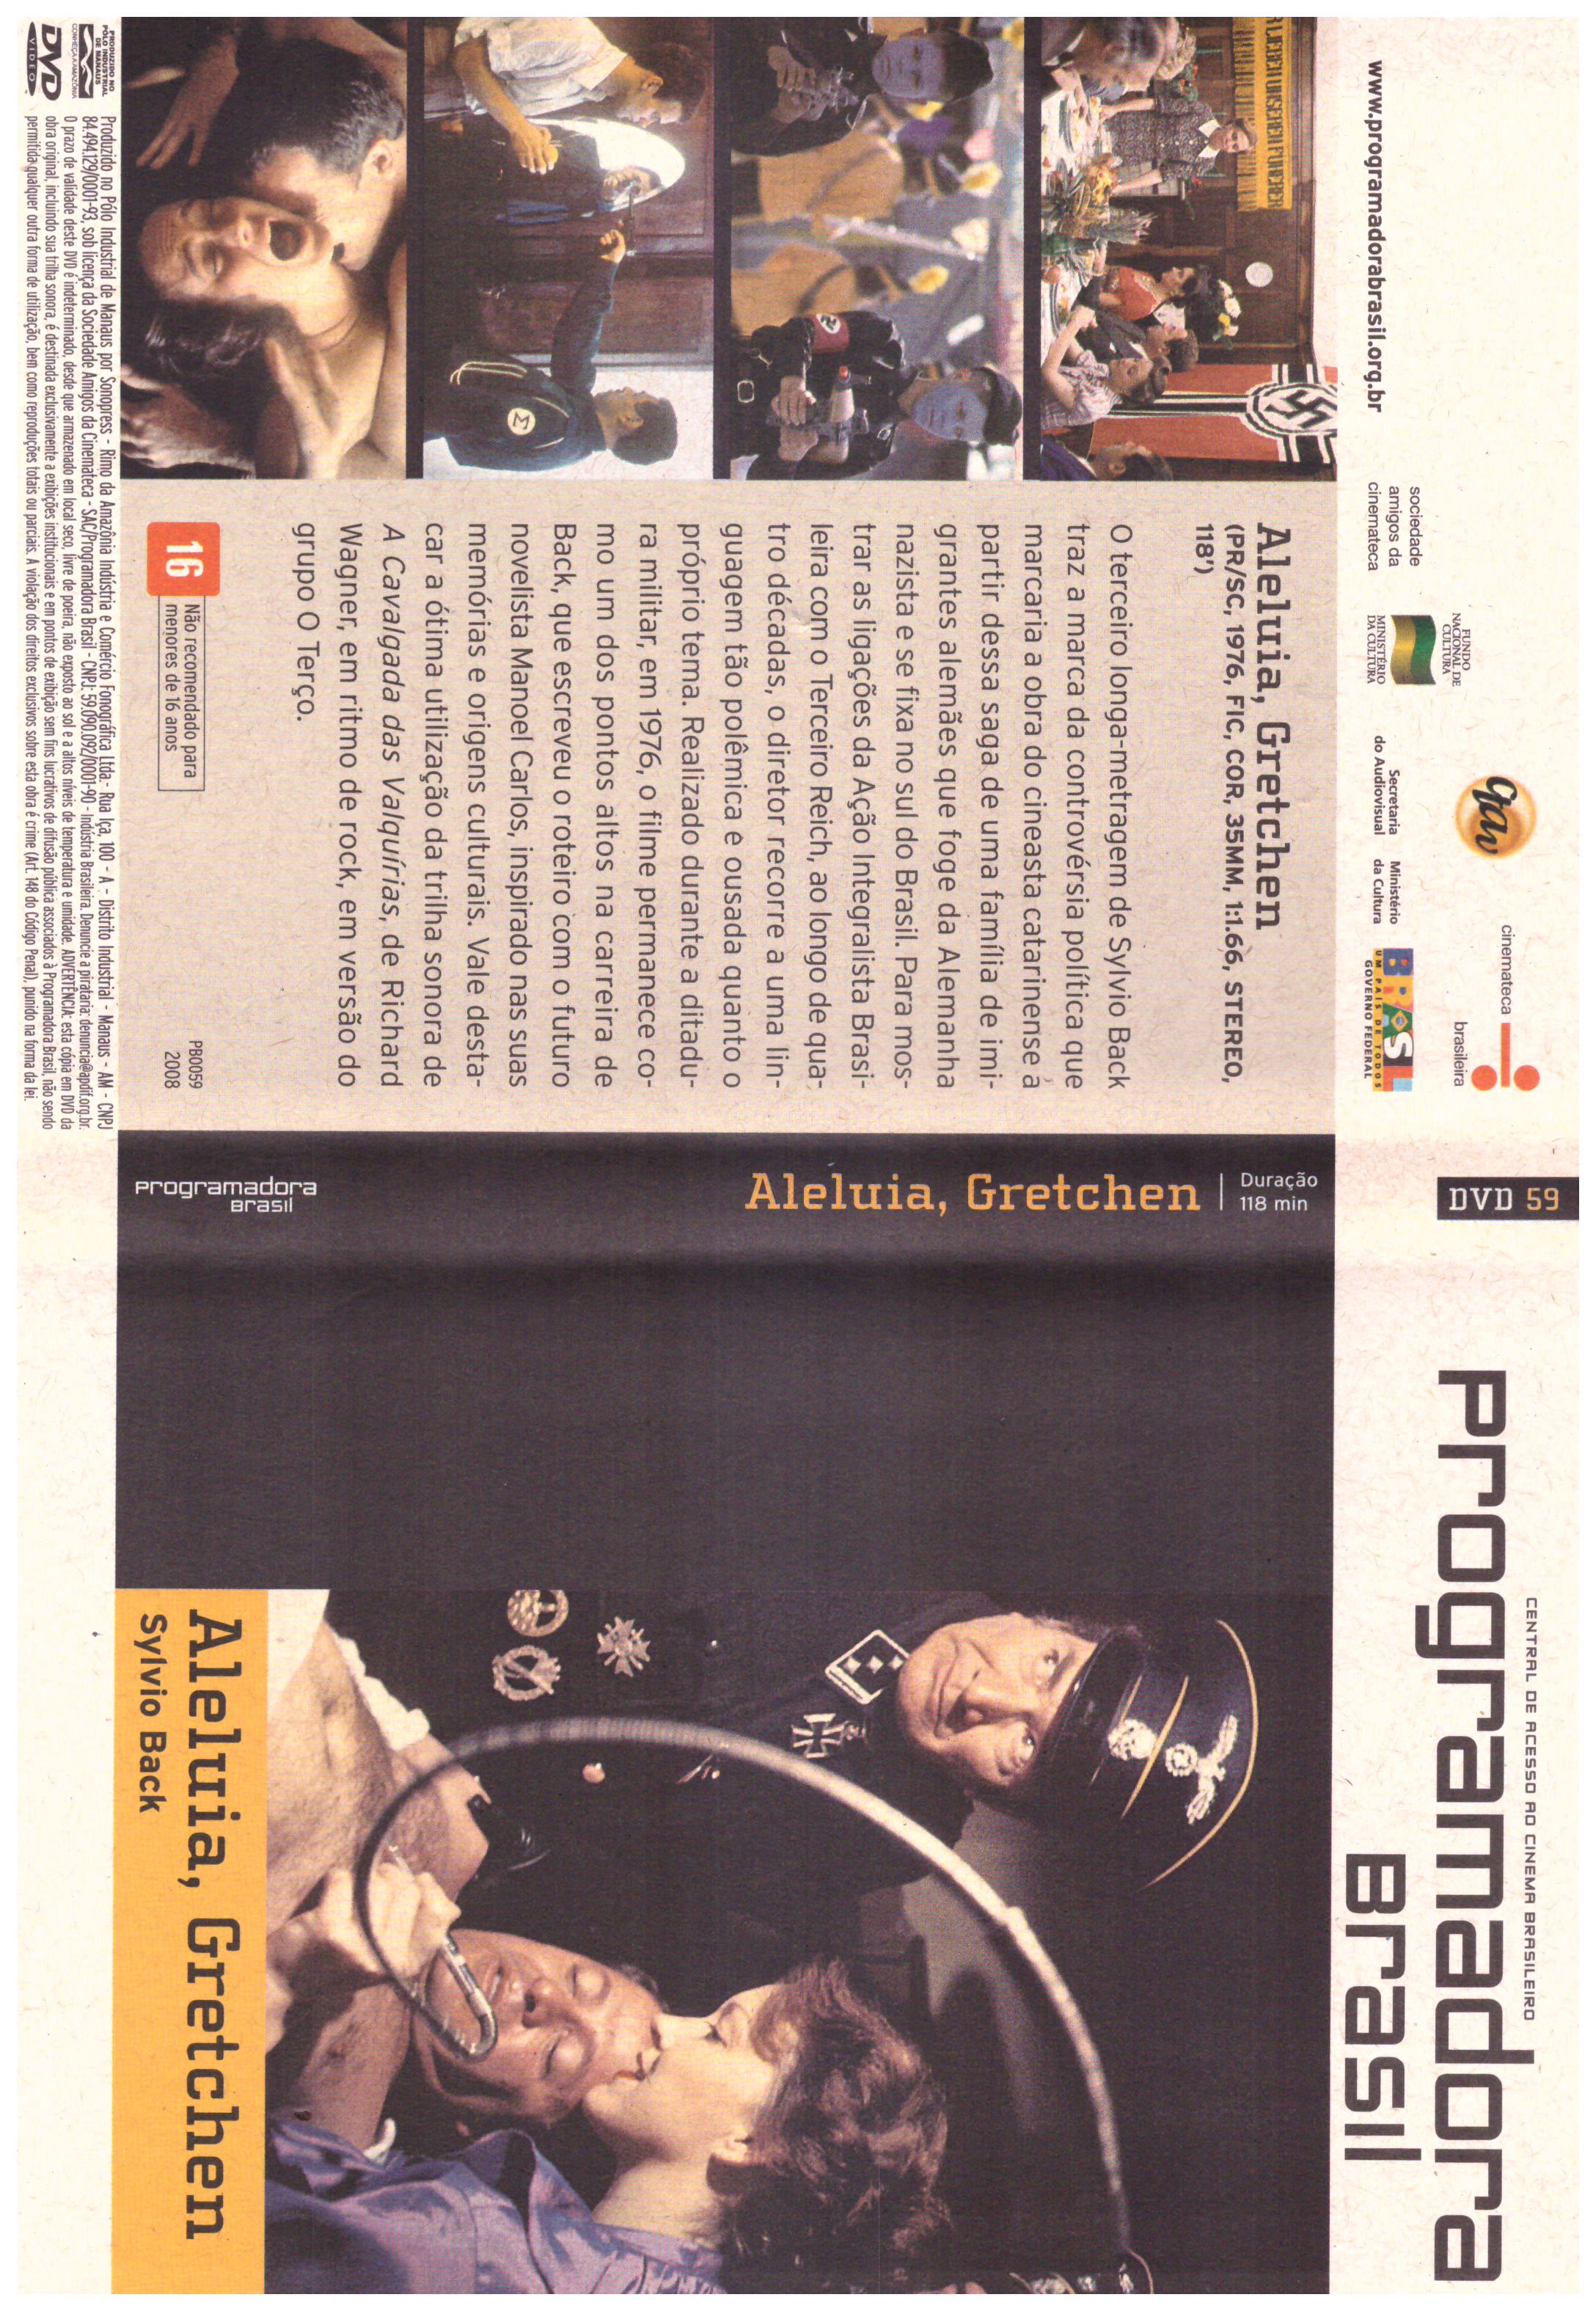 www.programadorabrasil.org.br
sociedade
amigos da
cinemateca
FUNDO
NACIONAL DE
CULTURA
MINISTÉRIO
DA CULTURA
qav
Secretaria
do Audiovisual
Ministério
da Cultura
cinemateca
brasileira
BRASIL
UM PAÍS DE TODOS
GOVERNO FEDERAL
R LIEBEN UNSEREN FÜHRER
Aleluia, Gretchen
(PR/SC, 1976, FIC, COR, 35MM, 1:1.66, STEREO,
118’)
O terceiro longa-metragem de Sylvio Back
traz a marca da controvérsia política que
marcaria a obra do cineasta catarinense a
partir dessa saga de uma família de imi-
grantes alemães que foge da Alemanha
nazista e se fixa no sul do Brasil. Para mos-
trar as ligações da Ação Integralista Brasi-
leira com o Terceiro Reich, ao longo de qua-
tro décadas, o diretor recorre a uma lin-
guagem tão polêmica e ousada quanto o
próprio tema. Realizado durante a ditadu-
ra militar, em 1976, o filme permanece co-
mo um dos pontos altos na carreira de
Back, que escreveu o roteiro com o futuro
novelista Manoel Carlos, inspirado nas suas
memórias e origens culturais. Vale desta-
car a ótima utilização da trilha sonora de
A Cavalgada das Valquírias, de Richard
Wagner, em ritmo de rock, em versão do
grupo O Terço.
16
Não recomendado para
menores de 16 anos
PB0059
2008
PRODUZIDO NO
PÓLO INDUSTRIAL
DE MANAUS
CONHEÇA A AMAZÔNIA
DVD
VIDEO
Produzido no Pólo Industrial de Manaus por Sonopress - Rimo da Amazônia Indústria e Comércio Fonográfica Ltda.- Rua Iça, 100 - A - Distrito Industrial - Manaus - AM - CNPJ
84.494.129/0001-93, sob licença da Sociedade Amigos da Cinemateca - SAC/Programadora Brasil - CNPJ: 59.090.092/0001-90 - Indústria Brasileira. Denuncie a pirataria: denuncia@apdif.org.br.
O prazo de validade deste DVD é indeterminado, desde que armazenado em local seco, livre de poeira, não exposto ao sol e a altos níveis de temperatura e umidade. ADVERTÊNCIA: esta cópia em DVD da
obra original, incluindo sua trilha sonora, é destinada exclusivamente a exibições institucionais e em pontos de exibição sem fins lucrativos de difusão pública associados à Programadora Brasil, não sendo
permitida qualquer outra forma de utilização, bem como reproduções totais ou parciais. A violação dos direitos exclusivos sobre esta obra é crime (Art. 148 do Código Penal), punido na forma da lei.
DVD 59
Aleluia, Gretchen | Duração
118 min
Programadora
Brasil
CENTRAL DE ACESSO AO CINEMA BRASILEIRO
Programadora
Brasil
Aleluia, Gretchen
Sylvio Back